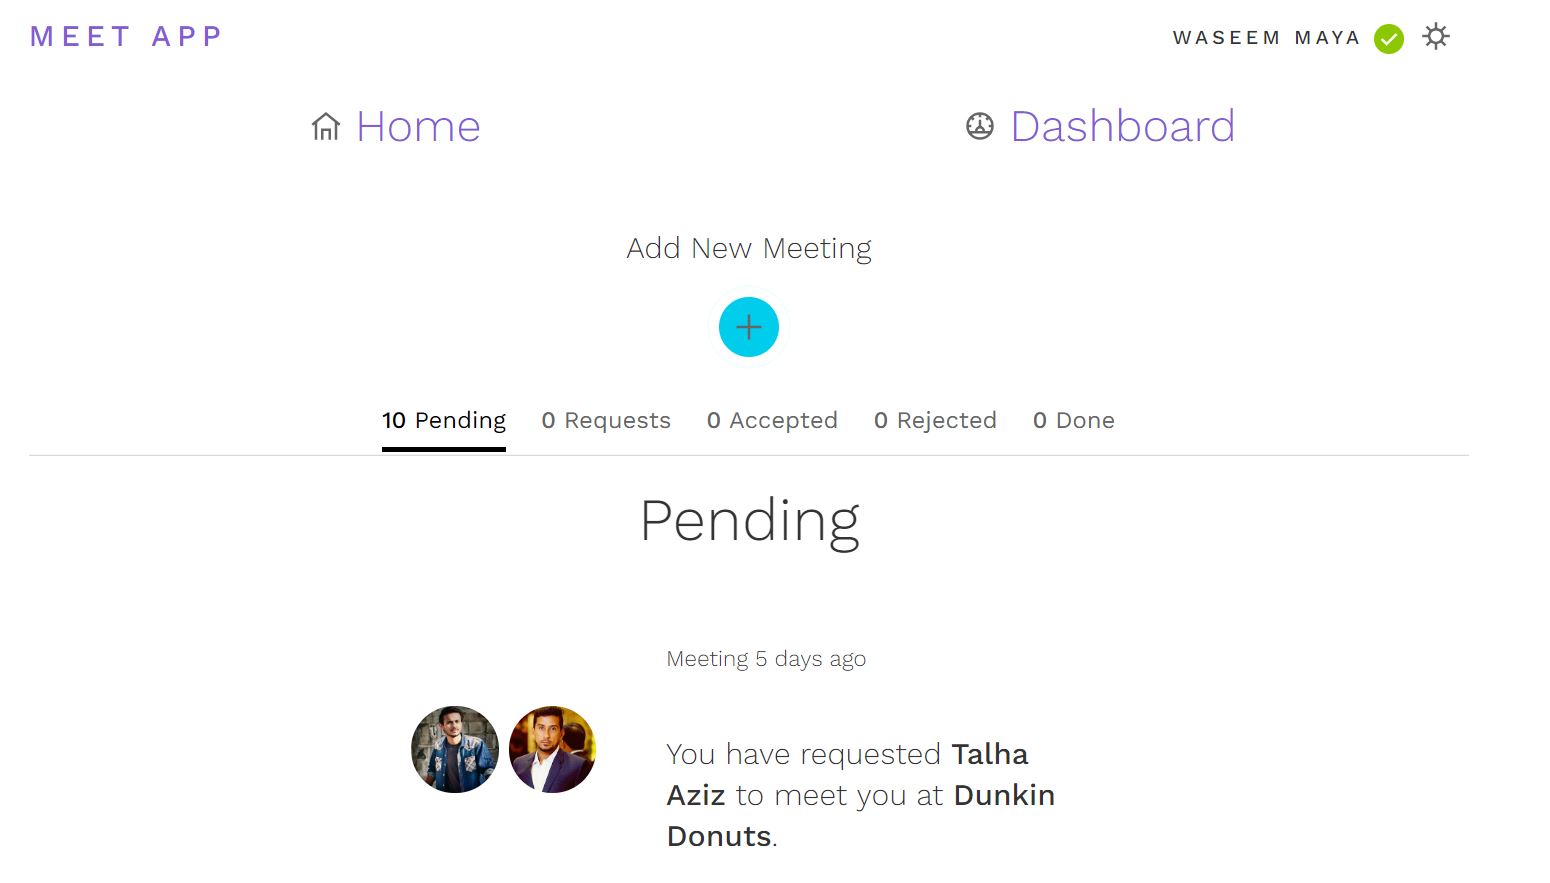 MEET APP
WASEEM MAYA
Home
Dashboard
Add New Meeting
10 Pending
0 Requests
0 Accepted
0 Rejected
0 Done
Pending
Meeting 5 days ago
You have requested Talha
Aziz to meet you at Dunkin
Donuts.